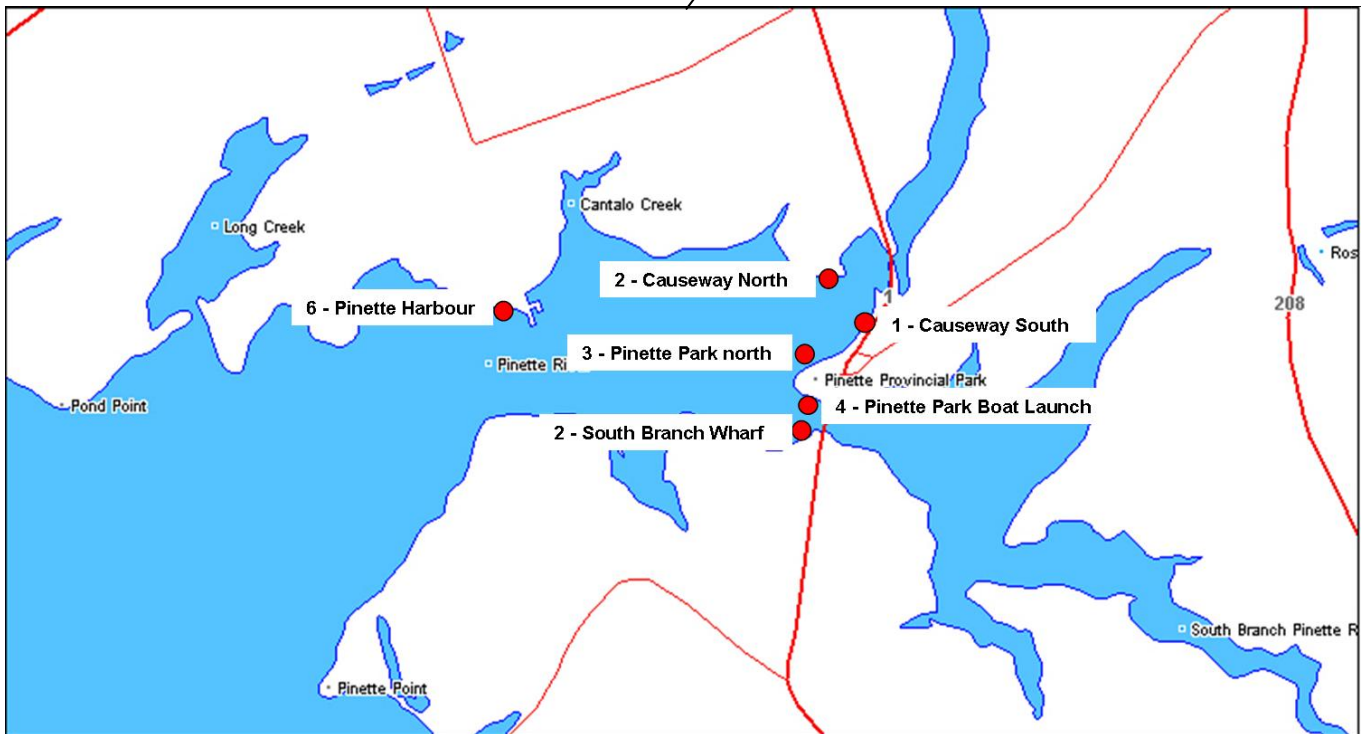 Cantalo Creek
Long Creek
Ros
2 - Causeway North
1
208
6 - Pinette Harbour
1 - Causeway South
3 - Pinette Park north
Pinette Ri
Pinette Provincial Park
Pond Point
4 - Pinette Park Boat Launch
2 - South Branch Wharf
South Branch Pinette R
Pinette Point